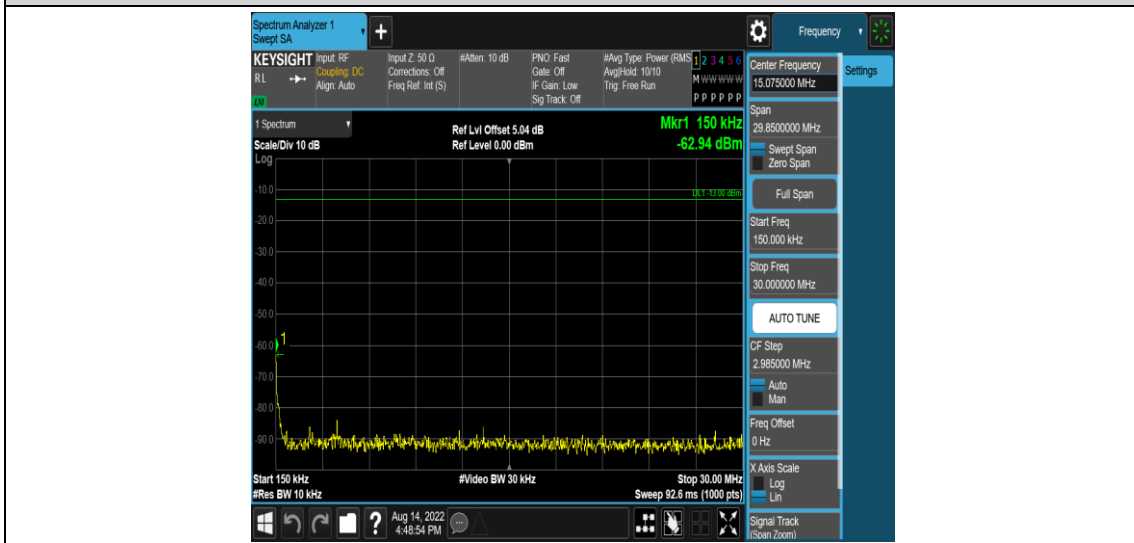 Spectrum Analyzer 1
Swept SA
+
Frequency
KEYSIGHT
RL
LXI
Input: RF
Coupling: DC
Align: Auto
Input Z: 50 Ω
Corrections: Off
Freq Ref: Int (S)
#Atten: 10 dB
PNO: Fast
Gate: Off
IF Gain: Low
Sig Track: Off
#Avg Type: Power (RMS
Avg|Hold: 10/10
Trig: Free Run
1 2 3 4 5 6
M W W W W W
P P P P P P
1 Spectrum
Scale/Div 10 dB
Log
Ref Lvl Offset 5.04 dB
Ref Level 0.00 dBm
Mkr1 150 kHz
-62.94 dBm
DL1 -13.00 dBm
-10.0
-20.0
-30.0
-40.0
-50.0
-60.0
-70.0
-80.0
-90.0
1
Start 150 kHz
#Res BW 10 kHz
#Video BW 30 kHz
Stop 30.00 MHz
Sweep 92.6 ms (1000 pts)
Center Frequency
15.075000 MHz
Settings
Span
29.8500000 MHz
Swept Span
Zero Span
Full Span
Start Freq
150.000 kHz
Stop Freq
30.000000 MHz
AUTO TUNE
CF Step
2.985000 MHz
Auto
Man
Freq Offset
0 Hz
X Axis Scale
Log
Lin
Signal Track
(Span Zoom)
?
Aug 14, 2022
4:48:54 PM